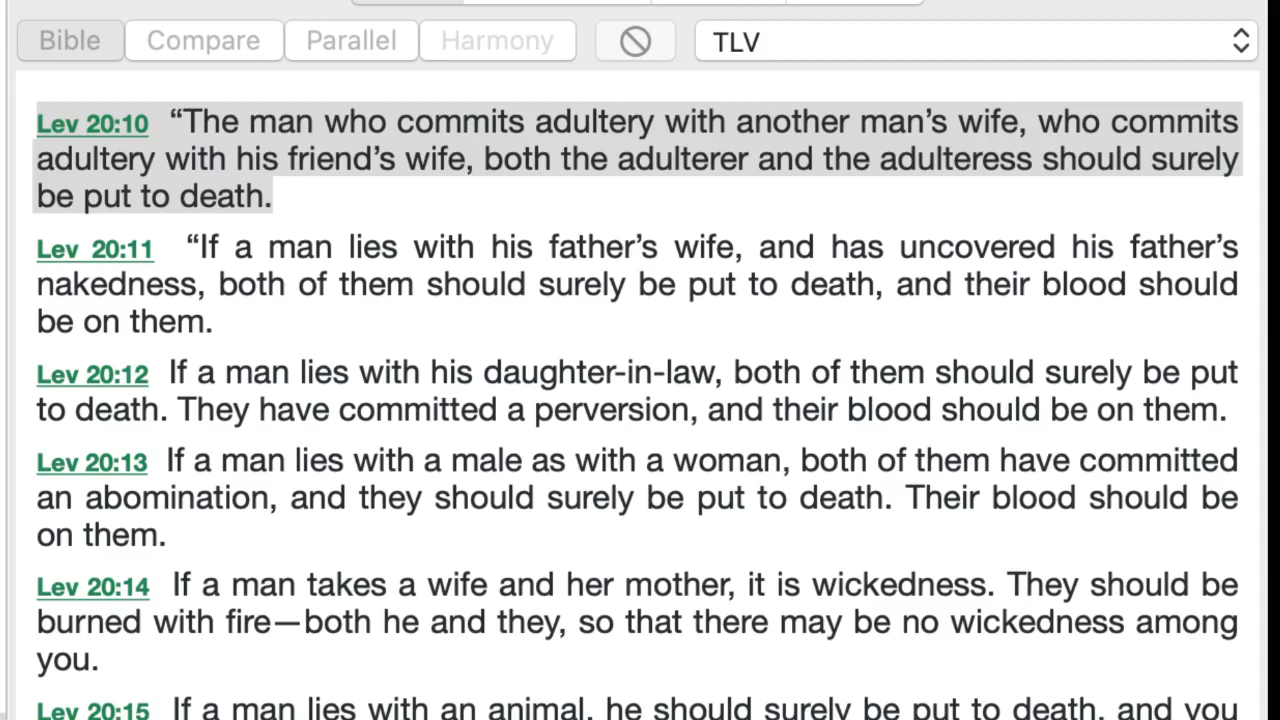 Bible Compare Parallel Harmony TLV
Lev 20:10 “The man who commits adultery with another man’s wife, who commits
adultery with his friend’s wife, both the adulterer and the adulteress should surely
be put to death.
Lev 20:11 “If a man lies with his father’s wife, and has uncovered his father’s
nakedness, both of them should surely be put to death, and their blood should
be on them.
Lev 20:12 If a man lies with his daughter-in-law, both of them should surely be put
to death. They have committed a perversion, and their blood should be on them.
Lev 20:13 If a man lies with a male as with a woman, both of them have committed
an abomination, and they should surely be put to death. Their blood should be
on them.
Lev 20:14 If a man takes a wife and her mother, it is wickedness. They should be
burned with fire—both he and they, so that there may be no wickedness among
you.
Lev 20:15 If a man lies with an animal, he should surely be put to death, and you